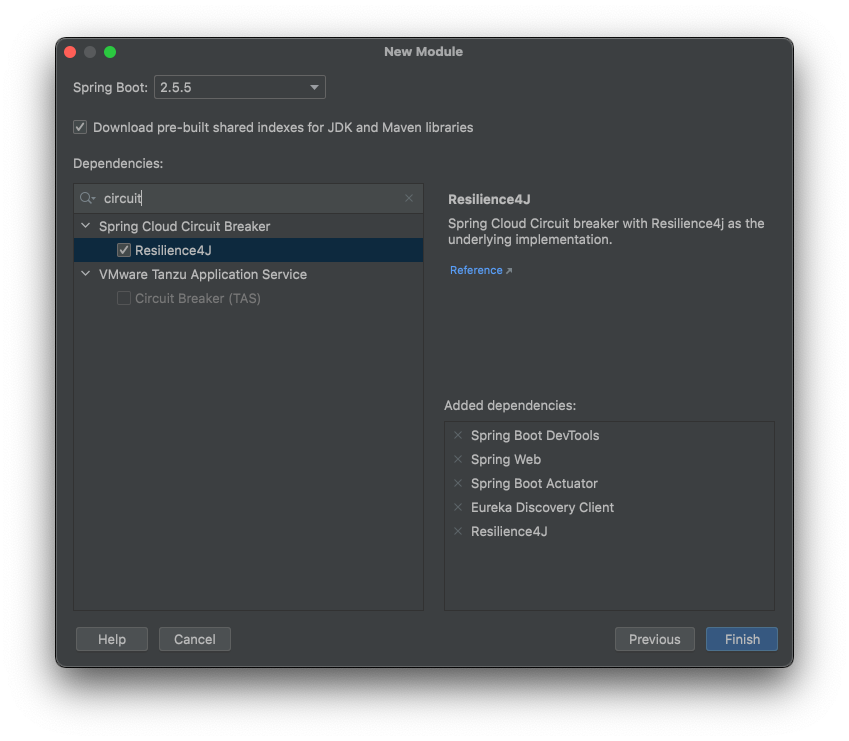 New Module
Spring Boot: 2.5.5
Download pre-built shared indexes for JDK and Maven libraries
Dependencies:
circuit
Spring Cloud Circuit Breaker
Resilience4J
VMware Tanzu Application Service
Circuit Breaker (TAS)
Resilience4J
Spring Cloud Circuit breaker with Resilience4j as the
underlying implementation.
Reference ↗
Added dependencies:
Spring Boot DevTools
Spring Web
Spring Boot Actuator
Eureka Discovery Client
Resilience4J
Help
Cancel
Previous
Finish